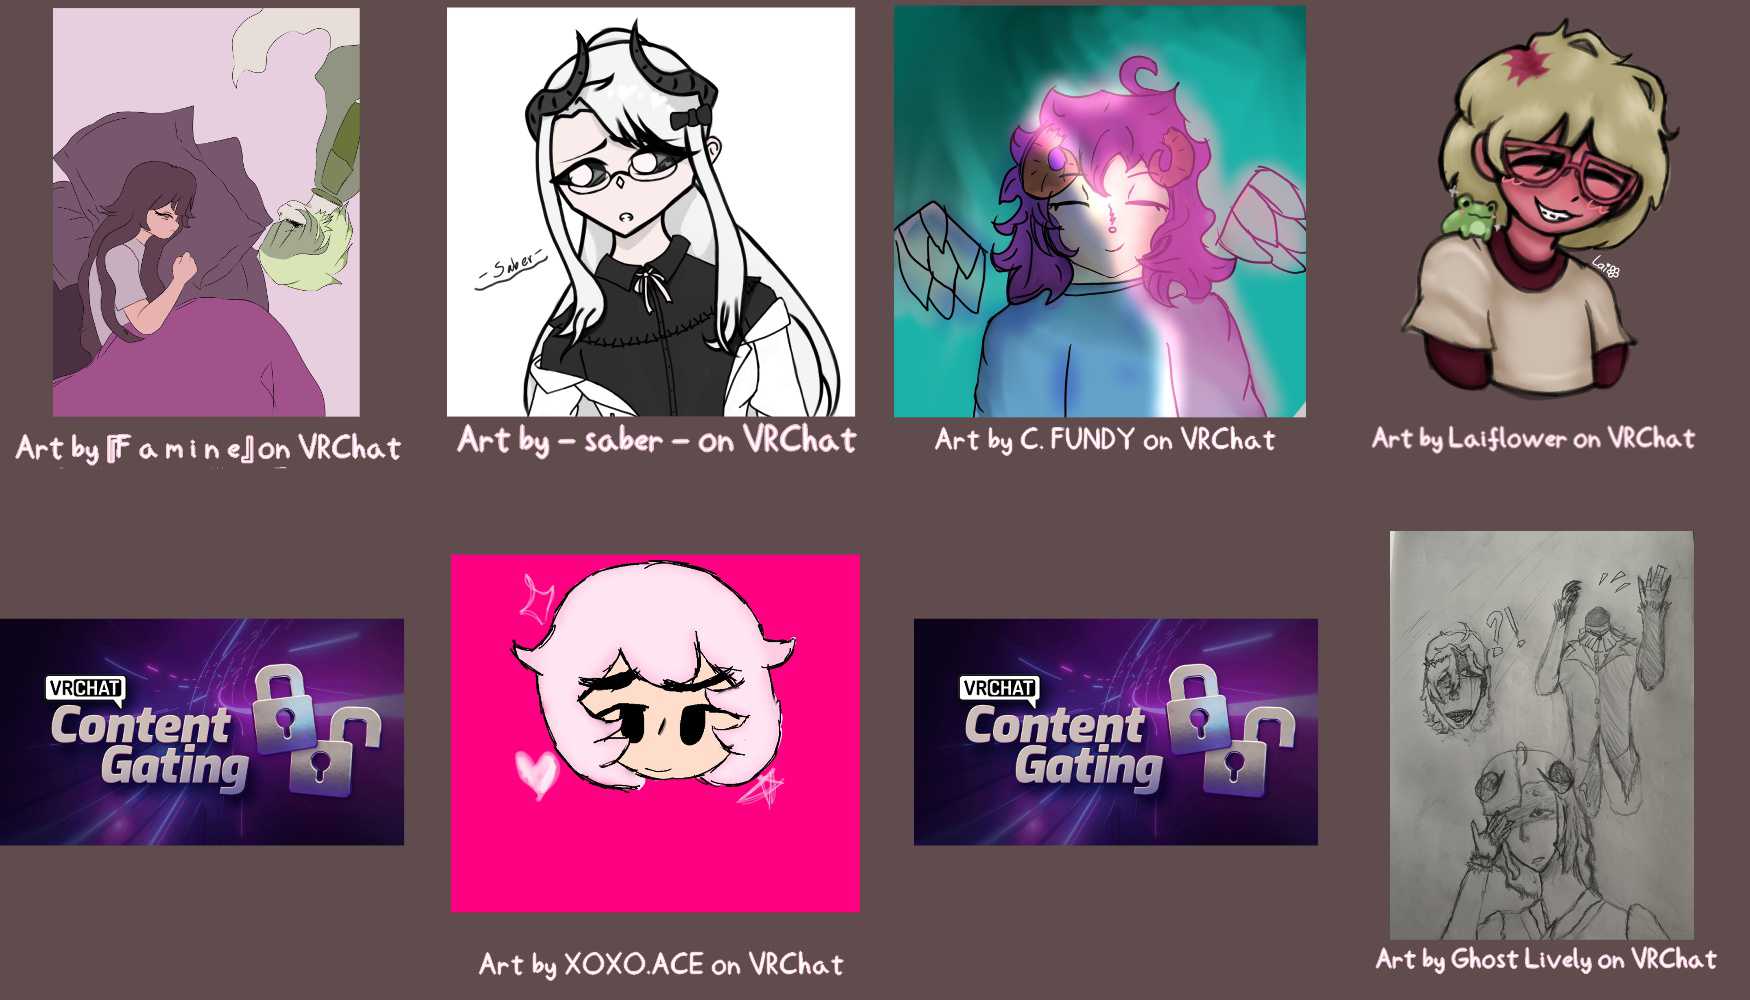 - Saber -
Laigg
Art by『F a m i n e』on VRChat
Art by - saber - on VRChat
Art by C. FUNDY on VRChat
Art by Laiflower on VRChat
VRCHAT
Content
Gating
VRCHAT
Content
Gating
?!
Art by XOXO.ACE on VRChat
Art by Ghost Lively on VRChat